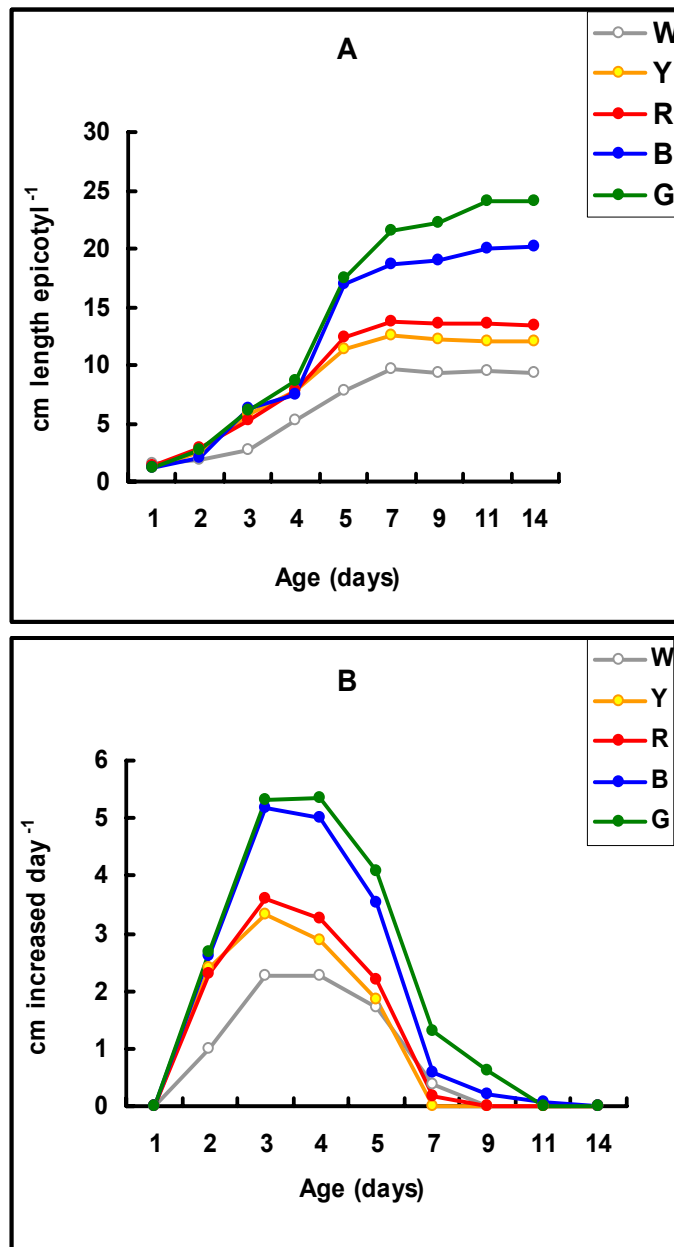 A
W
Y
R
B
G
cm length epicotyl⁻¹
30
25
20
15
10
5
0
1 2 3 4 5 7 9 11 14
Age (days)
B
W
Y
R
B
G
cm increased day⁻¹
6
5
4
3
2
1
0
1 2 3 4 5 7 9 11 14
Age (days)